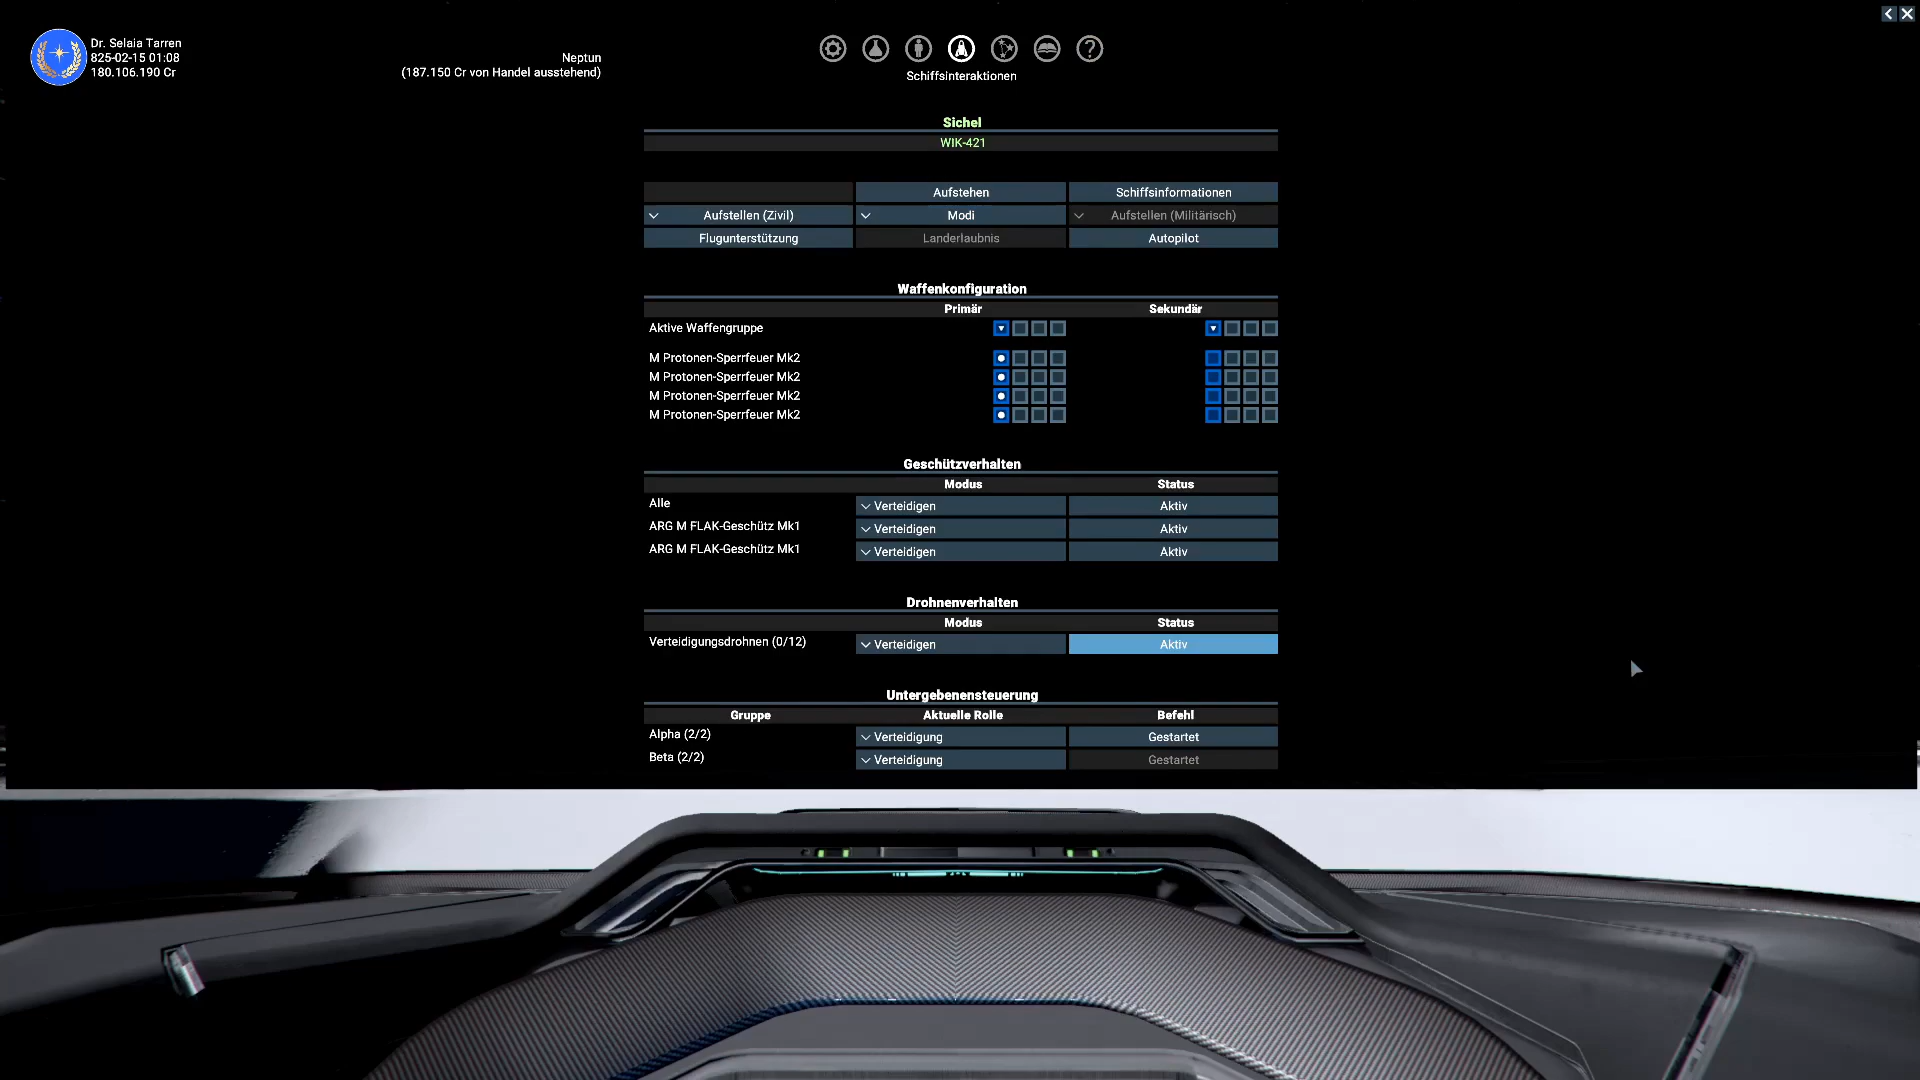 Dr. Selaia Tarren
825-02-15 01:08
180.106.190 Cr
Neptun
(187.150 Cr von Handel ausstehend)
Schiffsinteraktionen
Sichel
WIK-421
Aufstehen Schiffsinformationen
Aufstellen (Zivil) Modi Aufstellen (Militärisch)
Flugunterstützung Landerlaubnis Autopilot
Waffenkonfiguration
Primär Sekundär
Aktive Waffengruppe
M Protonen-Sperrfeuer Mk2
M Protonen-Sperrfeuer Mk2
M Protonen-Sperrfeuer Mk2
M Protonen-Sperrfeuer Mk2
Geschützverhalten
Modus Status
Alle Verteidigen Aktiv
ARG M FLAK-Geschütz Mk1 Verteidigen Aktiv
ARG M FLAK-Geschütz Mk1 Verteidigen Aktiv
Drohnenverhalten
Modus Status
Verteidigungsdrohnen (0/12) Verteidigen Aktiv
Untergebenensteuerung
Gruppe Aktuelle Rolle Befehl
Alpha (2/2) Verteidigung Gestartet
Beta (2/2) Verteidigung Gestartet